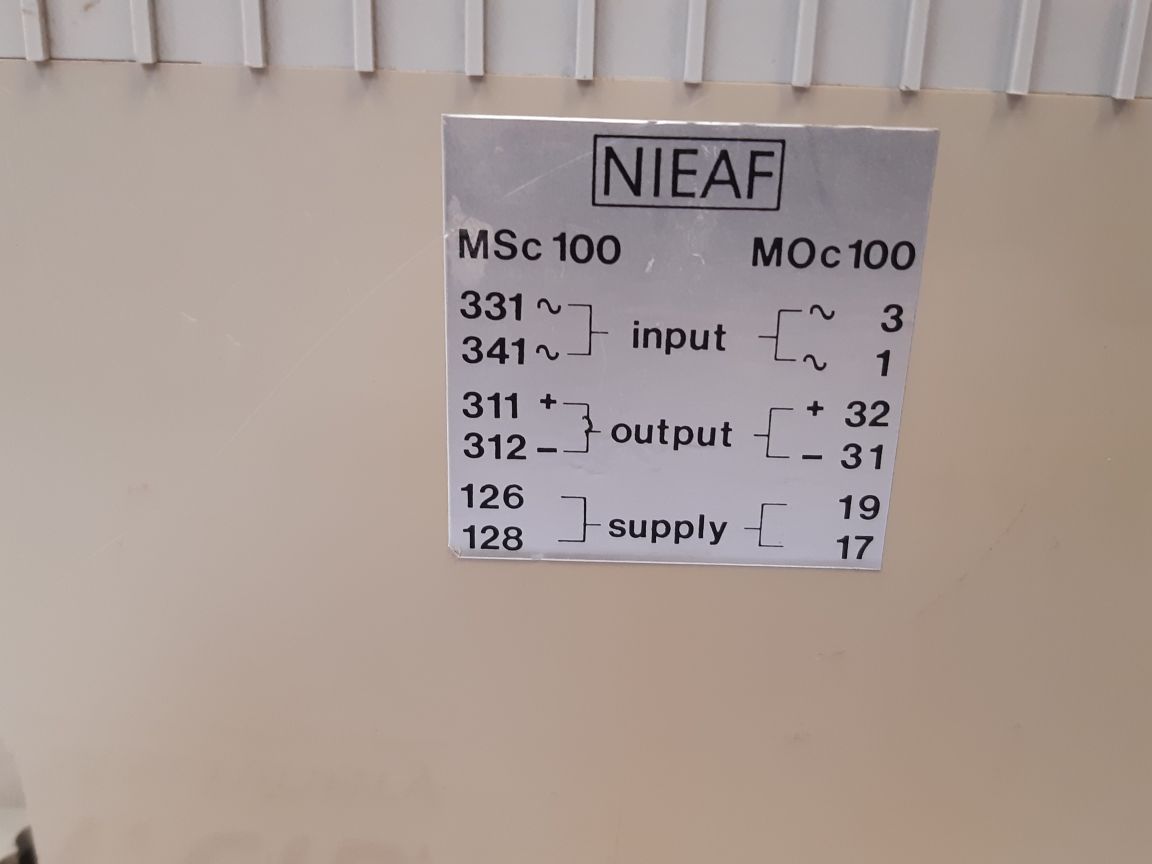 NIEAF
MSc 100 MOc 100
331 ~ ~ 3
input
341 ~ ~ 1
311 + + 32
output
312 – – 31
126 19
supply
128 17